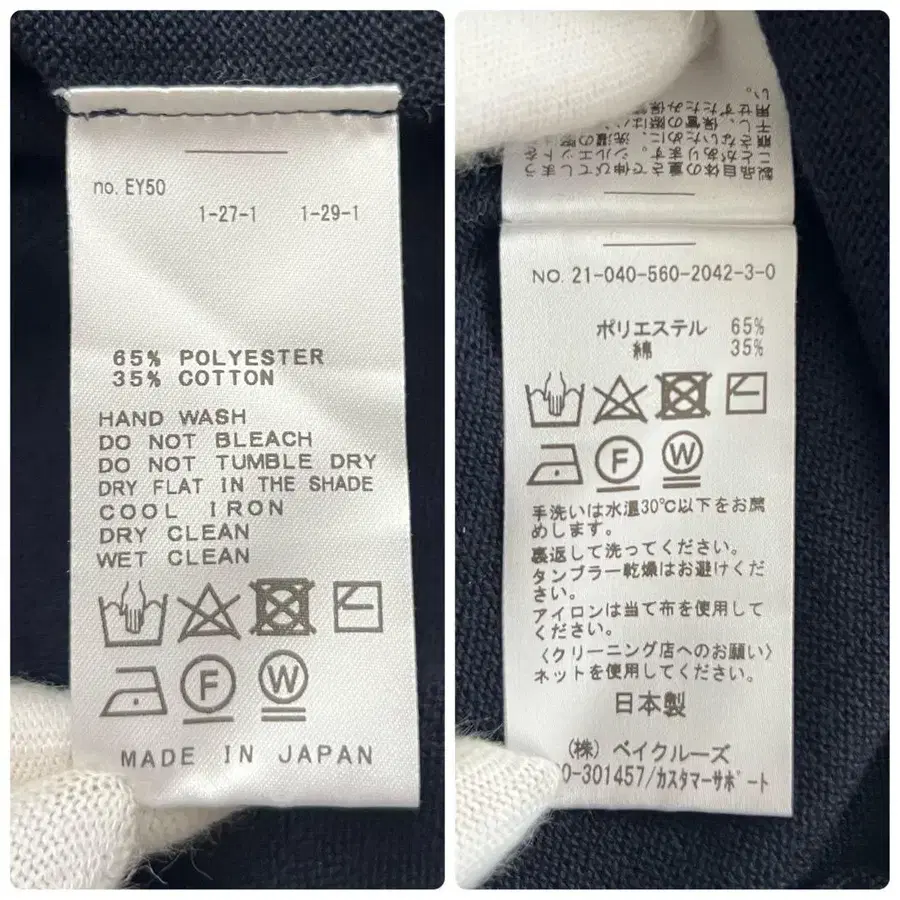 no. EY50
1-27-1 1-29-1
65% POLYESTER
35% COTTON
HAND WASH
DO NOT BLEACH
DO NOT TUMBLE DRY
DRY FLAT IN THE SHADE
COOL IRON
DRY CLEAN
WET CLEAN
F W
MADE IN JAPAN
NO. 21-040-560-2042-3-0
ポリエステル 65%
綿 35%
F W
手洗いは水温30℃以下をお薦
めします。
裏返して洗ってください。
タンブラー乾燥はお避けくだ
さい。
アイロンは当て布を使用して
ください。
〈クリーニング店へのお願い〉
ネットを使用してください。
日本製
(株) ベイクルーズ
0-301457/カスタマーサポート